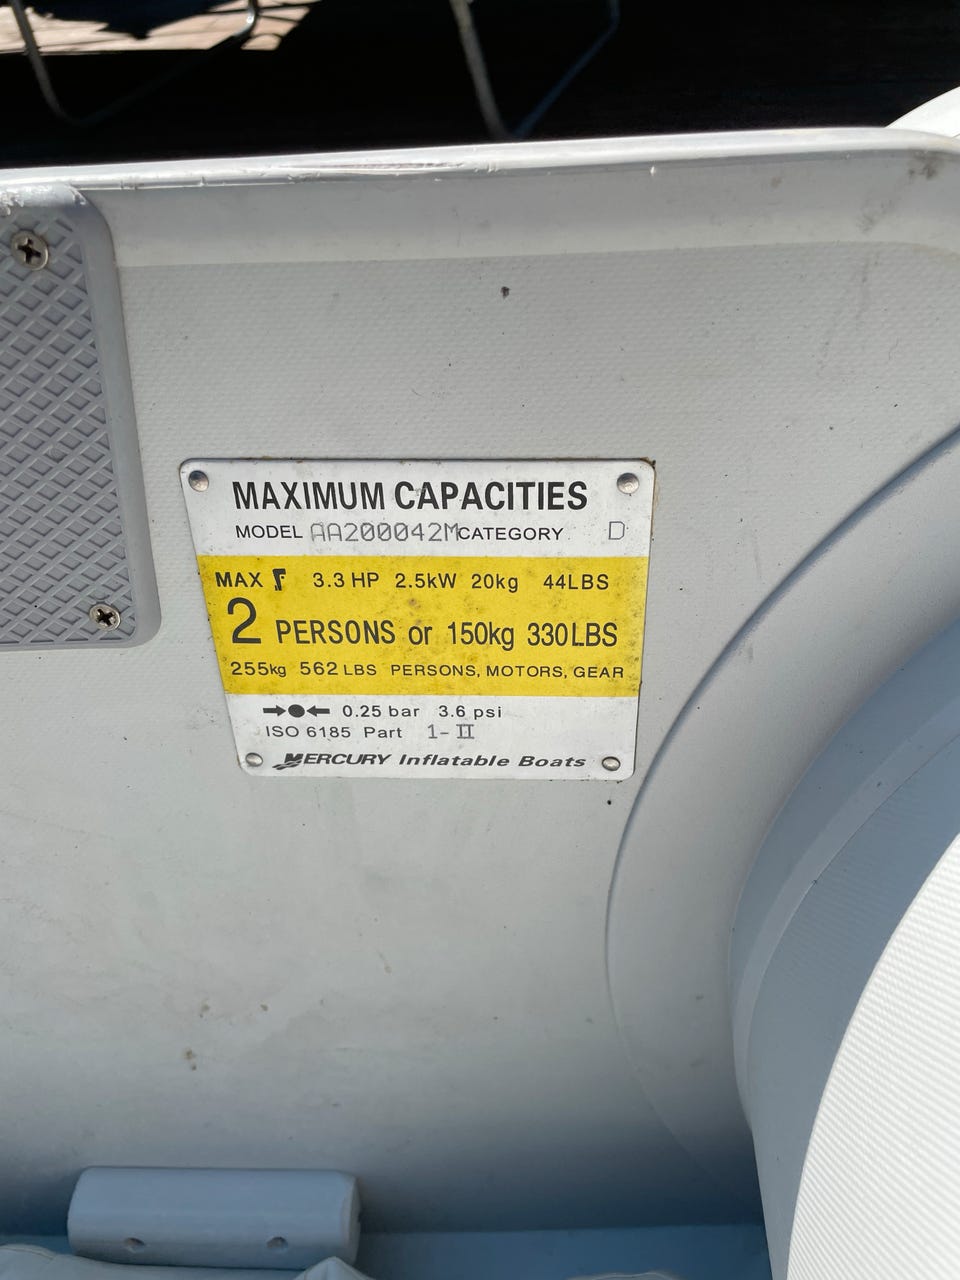 MAXIMUM CAPACITIES
MODEL AA200042M CATEGORY D
MAX 3.3 HP 2.5kW 20kg 44LBS
2 PERSONS or 150kg 330LBS
255kg 562 LBS PERSONS, MOTORS, GEAR
0.25 bar 3.6 psi
ISO 6185 Part 1-II
MERCURY Inflatable Boats